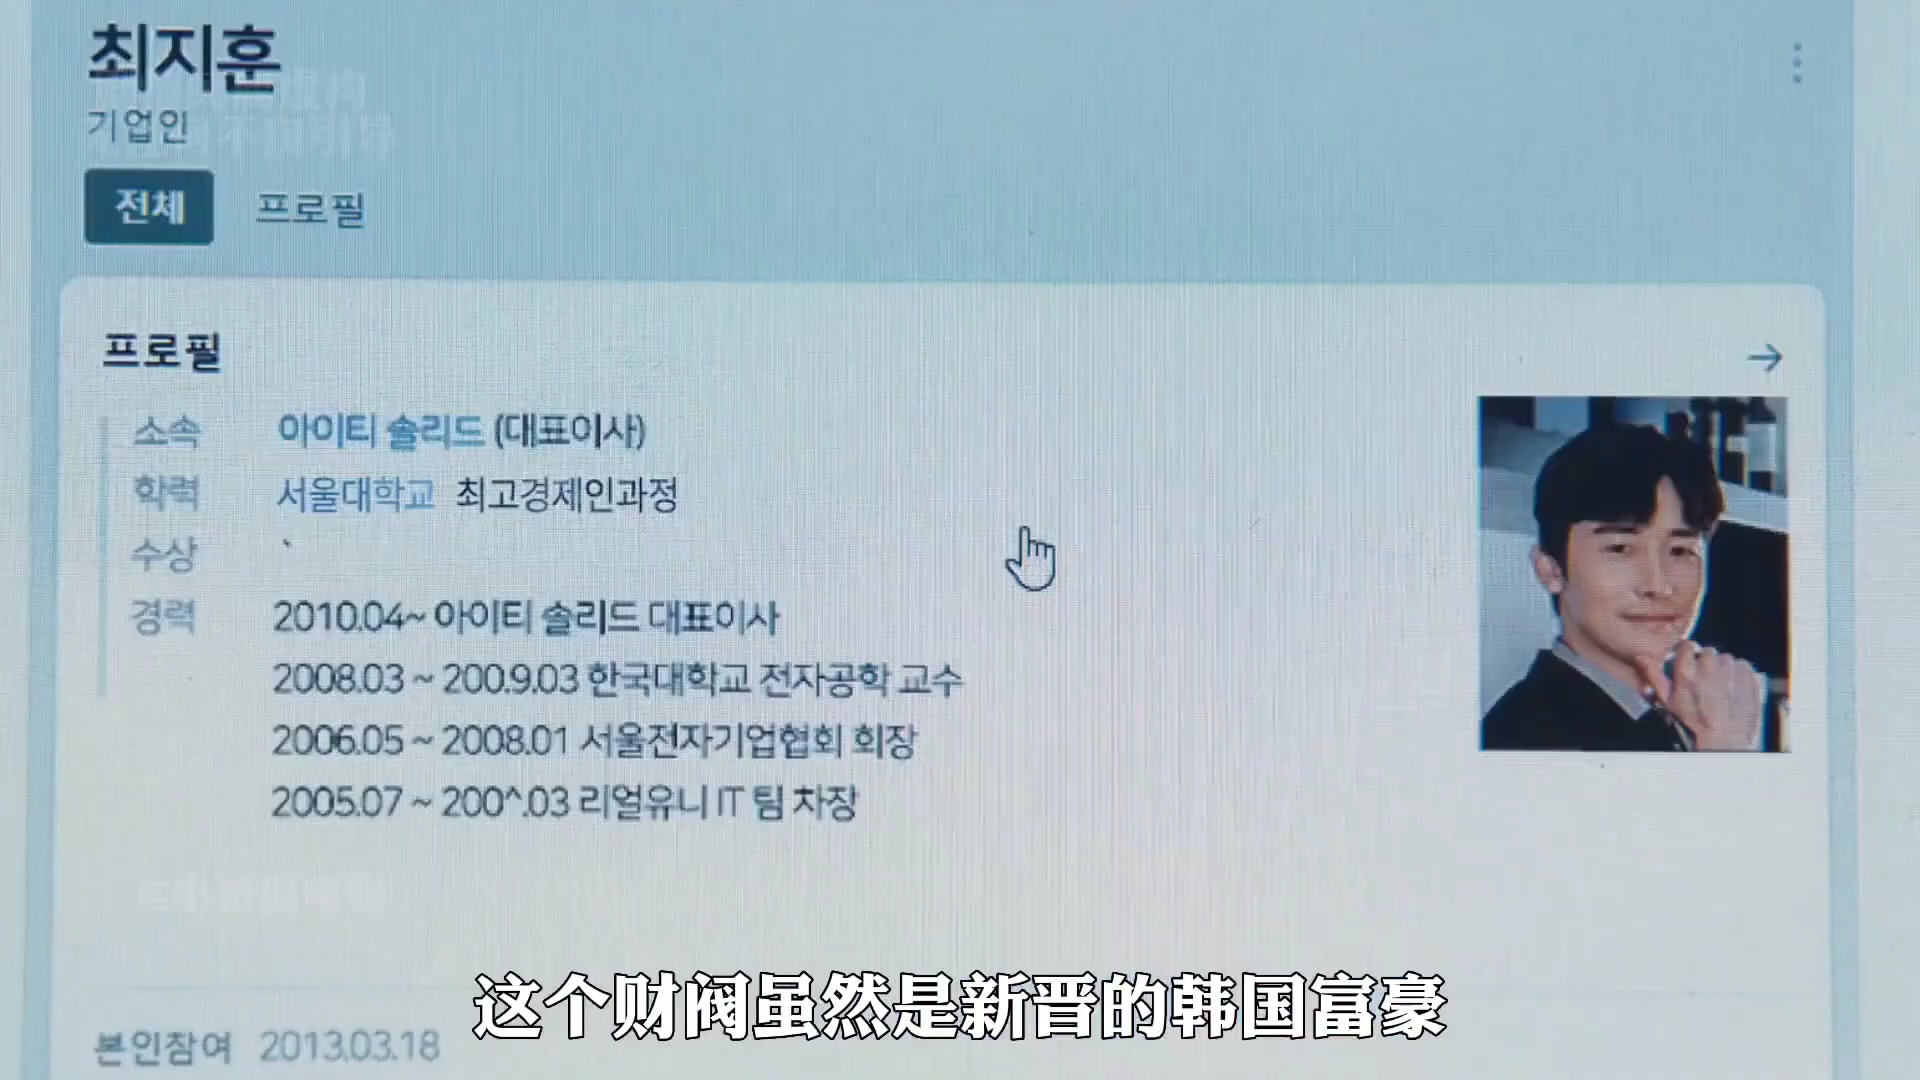 최지훈
기업인
전체 프로필
프로필
소속 아이티 솔리드 (대표이사)
학력 서울대학교 최고경제인과정
수상
경력 2010.04~ 아이티 솔리드 대표이사
2008.03 ~ 200.9.03 한국대학교 전자공학 교수
2006.05 ~ 2008.01 서울전자기업협회 회장
2005.07 ~ 200^.03 리얼유니 IT 팀 차장
这个财阀虽然是新晋的韩国富豪
본인참여 2013.03.18